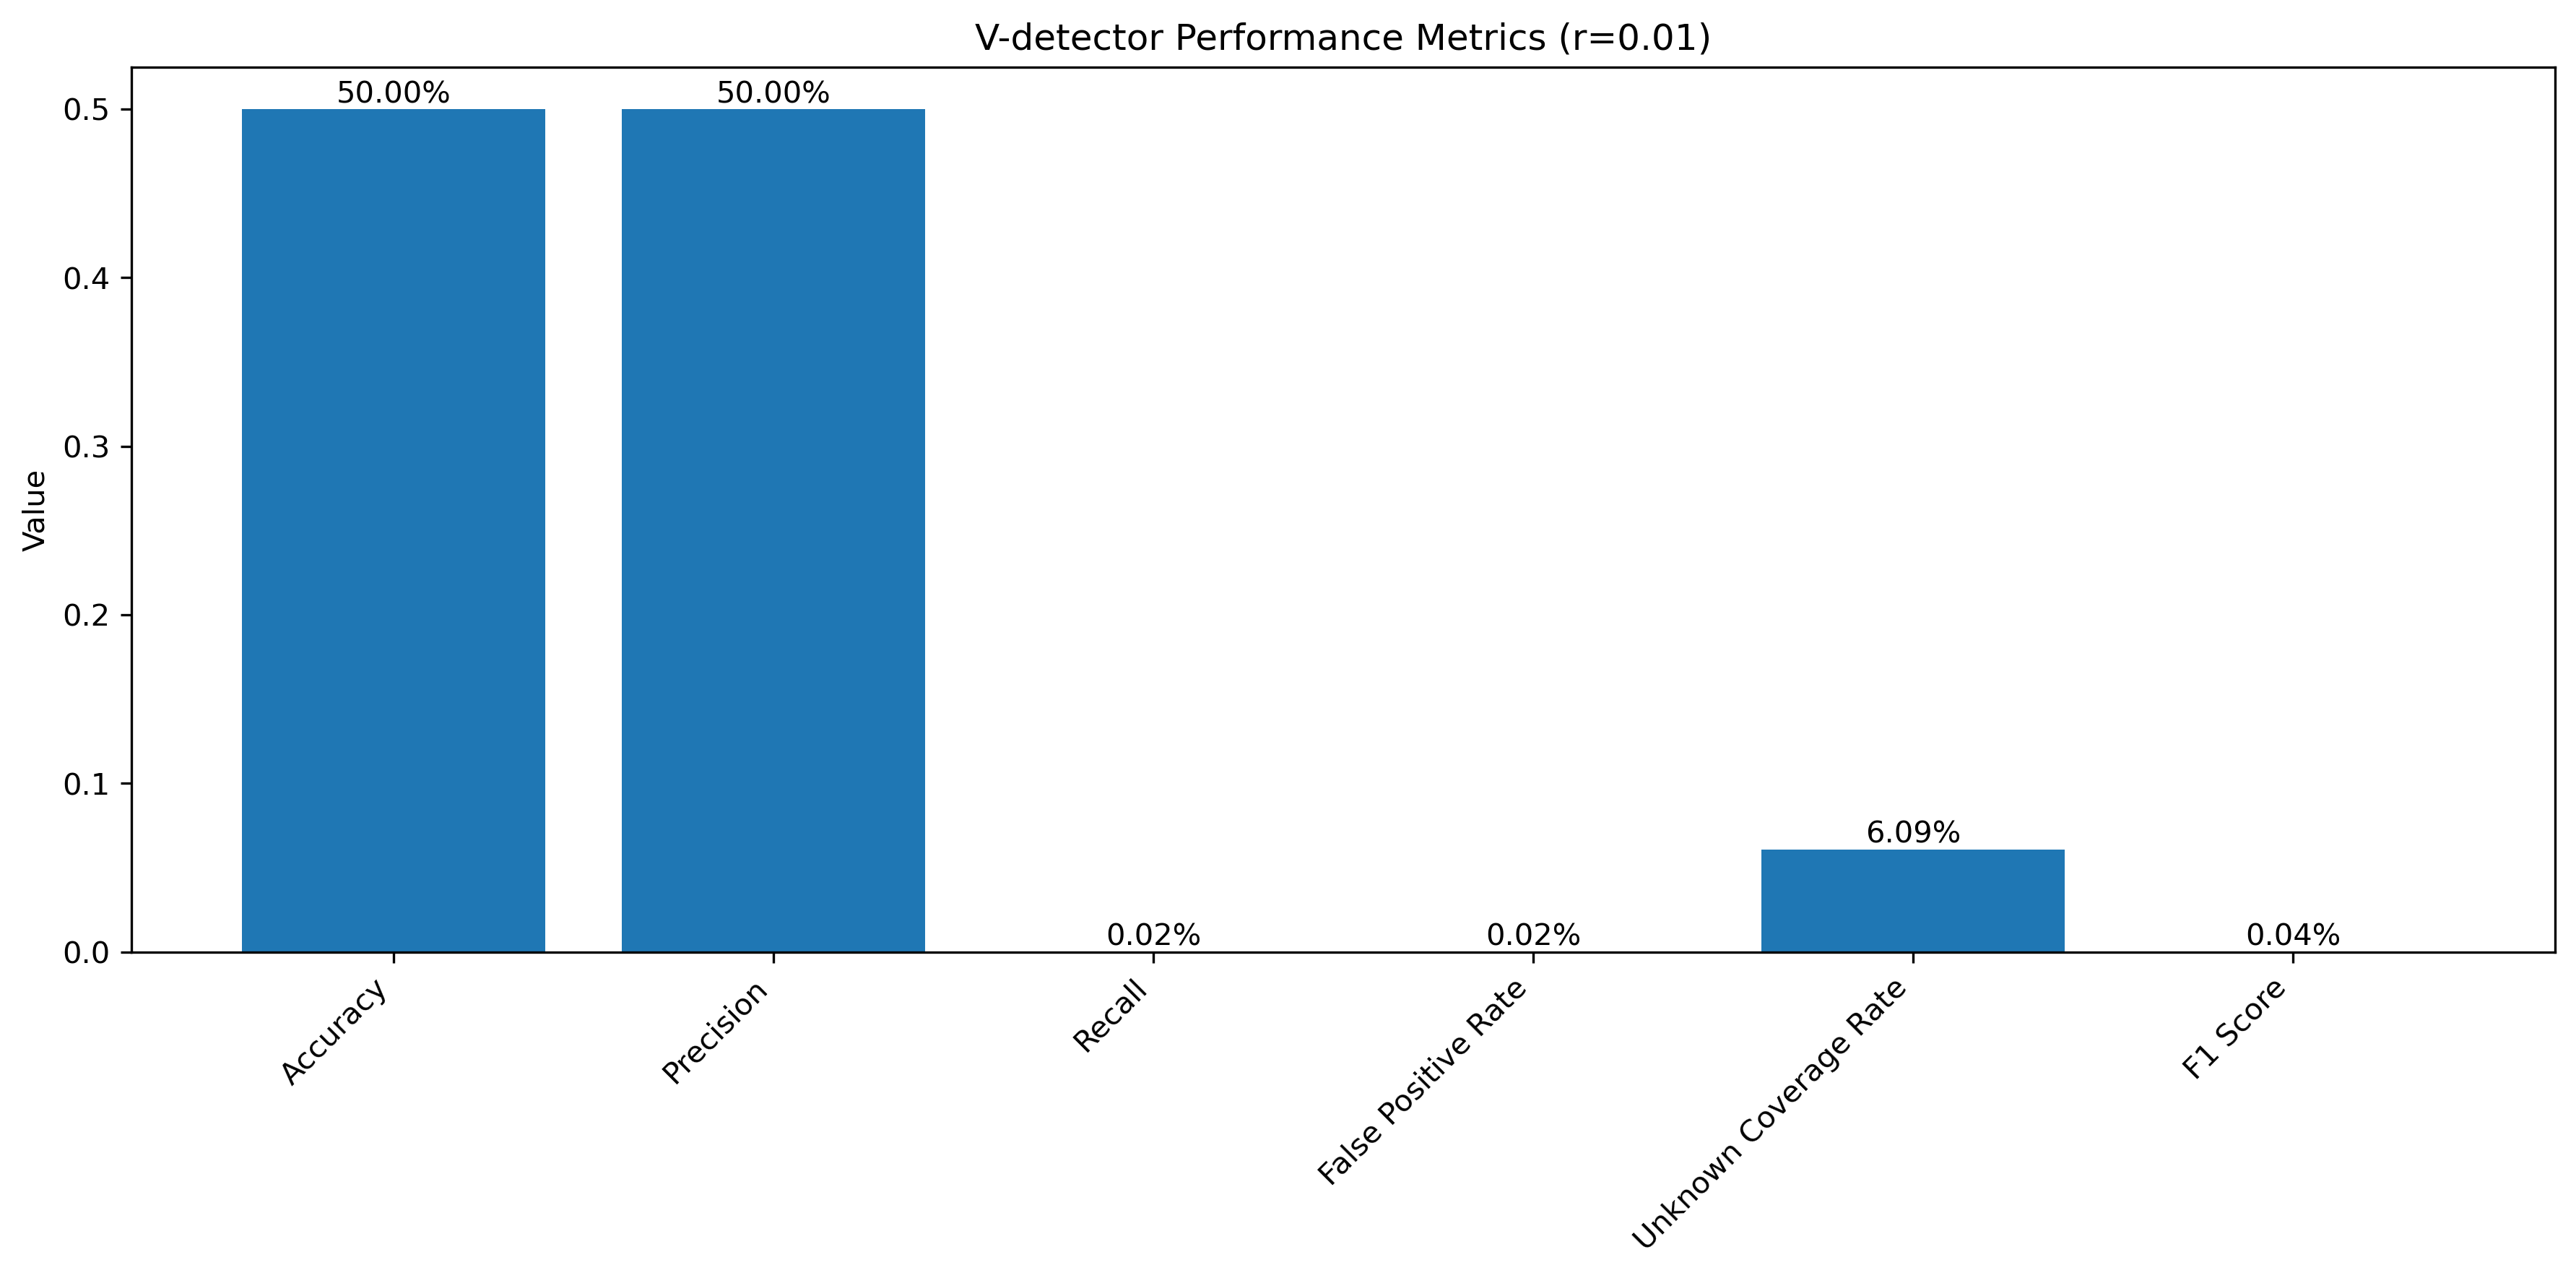 V-detector Performance Metrics (r=0.01)
50.00%
50.00%
0.02%
0.02%
6.09%
0.04%
0.5
0.4
0.3
0.2
0.1
0.0
Value
Accuracy
Precision
Recall
False Positive Rate
Unknown Coverage Rate
F1 Score